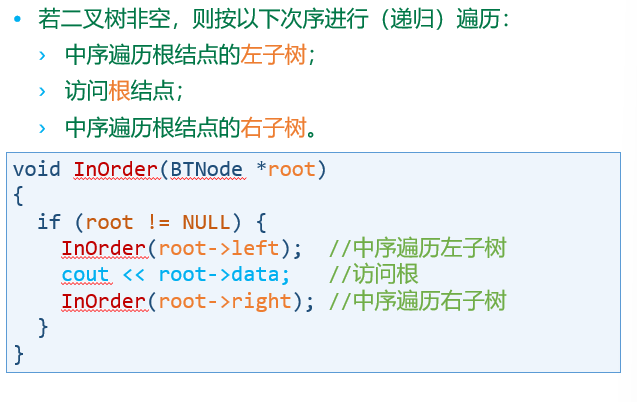 • 若二叉树非空，则按以下次序进行（递归）遍历：
› 中序遍历根结点的左子树；
› 访问根结点；
› 中序遍历根结点的右子树。
void InOrder(BTNode *root)
{
if (root != NULL) {
InOrder(root->left); //中序遍历左子树
cout << root->data; //访问根
InOrder(root->right); //中序遍历右子树
}
}